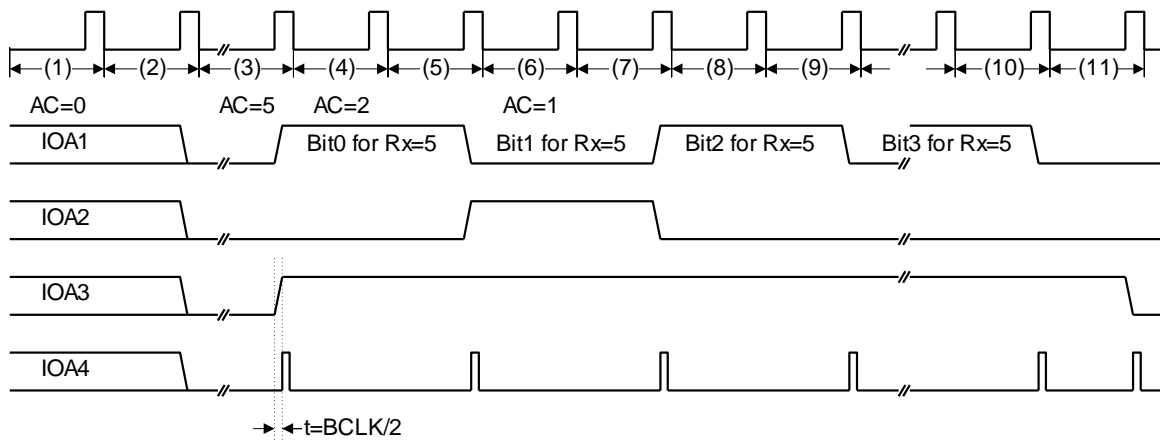 (1) (2) (3) (4) (5) (6) (7) (8) (9) (10) (11)
AC=0 AC=5 AC=2 AC=1
IOA1 Bit0 for Rx=5 Bit1 for Rx=5 Bit2 for Rx=5 Bit3 for Rx=5
IOA2
IOA3
IOA4
t=BCLK/2